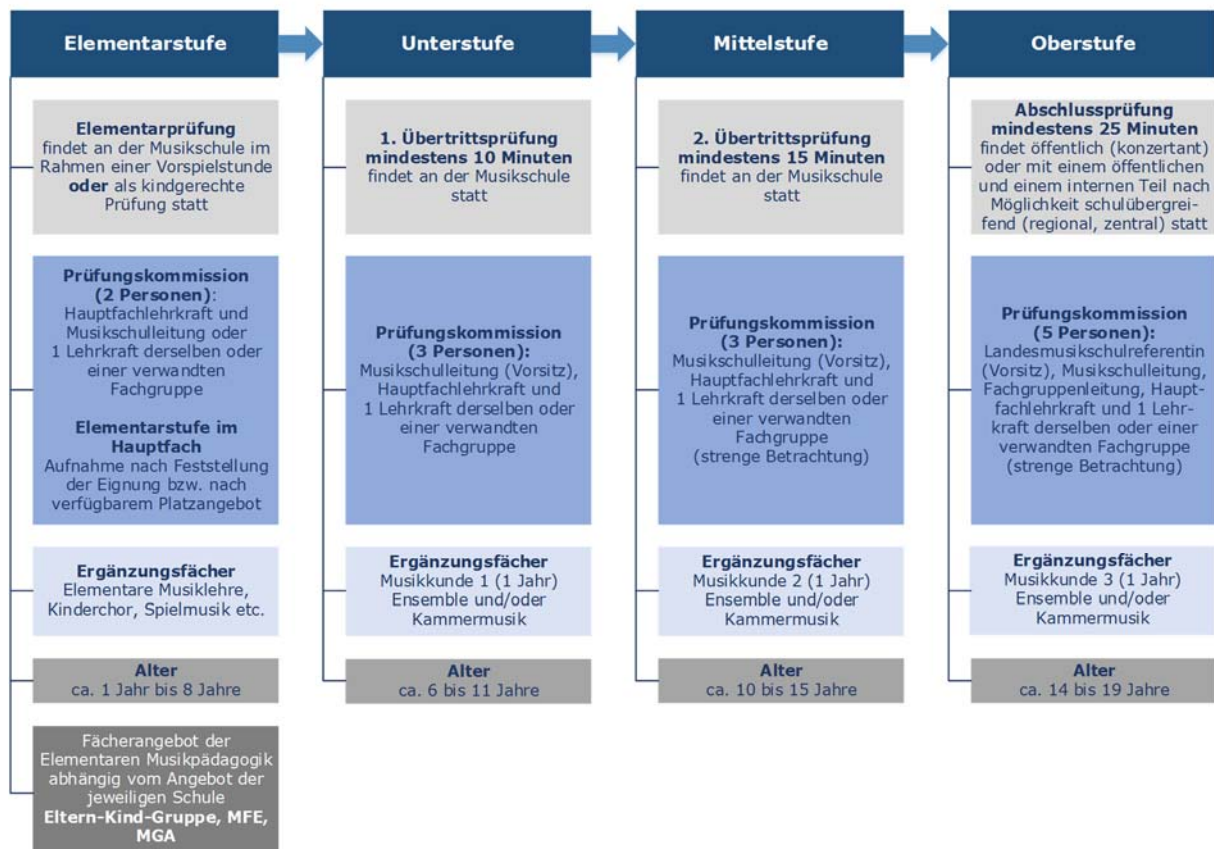 Elementarstufe
Unterstufe
Mittelstufe
Oberstufe
Elementarprüfung
findet an der Musikschule im
Rahmen einer Vorspielstunde
oder als kindgerechte
Prüfung statt
1. Übertrittsprüfung
mindestens 10 Minuten
findet an der Musikschule
statt
2. Übertrittsprüfung
mindestens 15 Minuten
findet an der Musikschule
statt
Abschlussprüfung
mindestens 25 Minuten
findet öffentlich (konzertant)
oder mit einem öffentlichen
und einem internen Teil nach
Möglichkeit schulübergrei-
fend (regional, zentral) statt
Prüfungskommission
(2 Personen):
Hauptfachlehrkraft und
Musikschulleitung oder
1 Lehrkraft derselben oder
einer verwandten
Fachgruppe
Elementarstufe im
Hauptfach
Aufnahme nach Feststellung
der Eignung bzw. nach
verfügbarem Platzangebot
Prüfungskommission
(3 Personen):
Musikschulleitung (Vorsitz),
Hauptfachlehrkraft und
1 Lehrkraft derselben oder
einer verwandten
Fachgruppe
Prüfungskommission
(3 Personen):
Musikschulleitung (Vorsitz),
Hauptfachlehrkraft und
1 Lehrkraft derselben oder
einer verwandten
Fachgruppe
(strenge Betrachtung)
Prüfungskommission
(5 Personen):
Landesmusikschulreferentin
(Vorsitz), Musikschulleitung,
Fachgruppenleitung, Haupt-
fachlehrkraft und 1 Lehr-
kraft derselben oder einer
verwandten Fachgruppe
(strenge Betrachtung)
Ergänzungsfächer
Elementare Musiklehre,
Kinderchor, Spielmusik etc.
Ergänzungsfächer
Musikkunde 1 (1 Jahr)
Ensemble und/oder
Kammermusik
Ergänzungsfächer
Musikkunde 2 (1 Jahr)
Ensemble und/oder
Kammermusik
Ergänzungsfächer
Musikkunde 3 (1 Jahr)
Ensemble und/oder
Kammermusik
Alter
ca. 1 Jahr bis 8 Jahre
Alter
ca. 6 bis 11 Jahre
Alter
ca. 10 bis 15 Jahre
Alter
ca. 14 bis 19 Jahre
Fächerangebot der
Elementaren Musikpädagogik
abhängig vom Angebot der
jeweiligen Schule
Eltern-Kind-Gruppe, MFE,
MGA